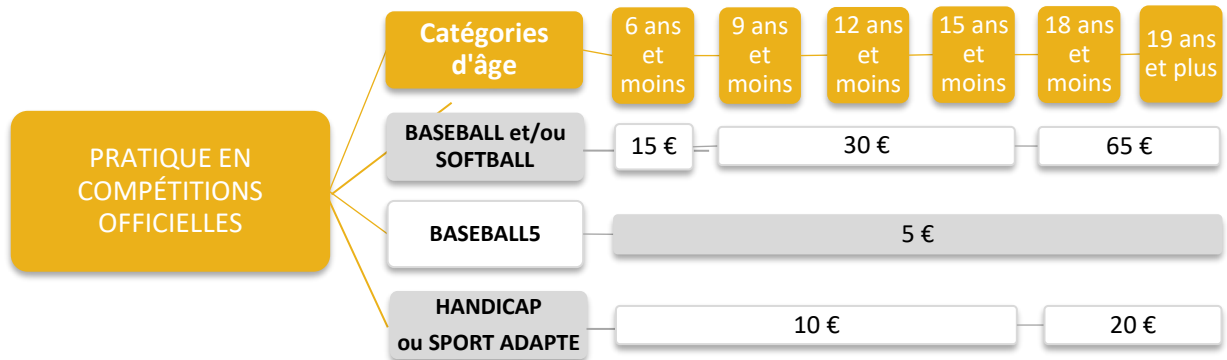 Catégories
d'âge
6 ans
et
moins
9 ans
et
moins
12 ans
et
moins
15 ans
et
moins
18 ans
et
moins
19 ans
et plus
PRATIQUE EN
COMPÉTITIONS
OFFICIELLES
BASEBALL et/ou
SOFTBALL
15 €
30 €
65 €
BASEBALL5
5 €
HANDICAP
ou SPORT ADAPTE
10 €
20 €